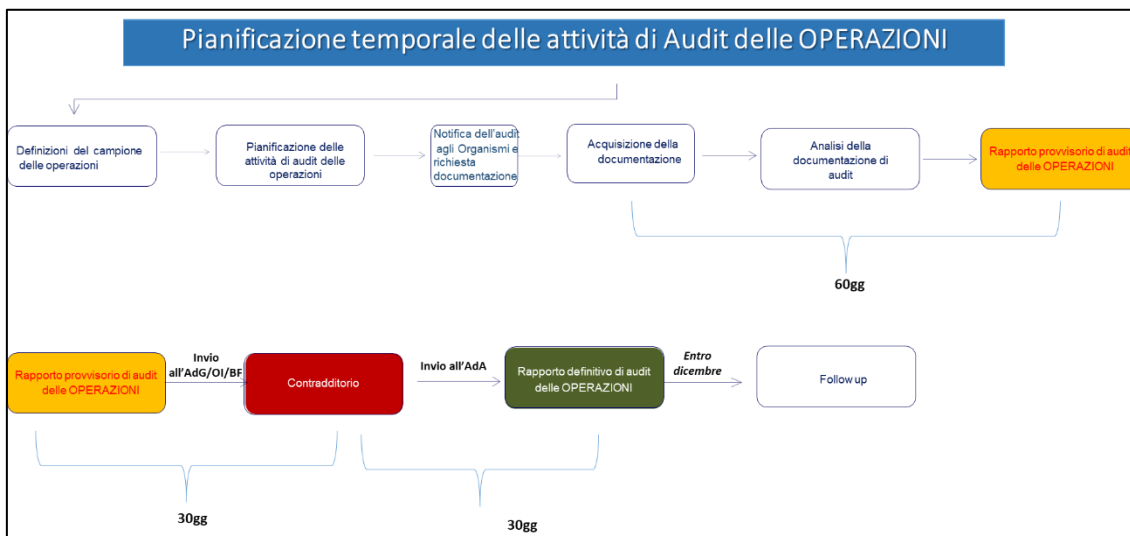 Pianificazione temporale delle attività di Audit delle OPERAZIONI
Definizioni del campione
delle operazioni
Pianificazione delle
attività di audit delle
operazioni
Notifica dell'audit
agli Organismi e
richiesta
documentazione
Acquisizione della
documentazione
Analisi della
documentazione di
audit
Rapporto provvisorio di audit
delle OPERAZIONI
60gg
Rapporto provvisorio di audit
delle OPERAZIONI
Invio
all'AdG/OI/BF
Contradditorio
Invio all'AdA
Rapporto definitivo di audit
delle OPERAZIONI
Entro
dicembre
Follow up
30gg
30gg